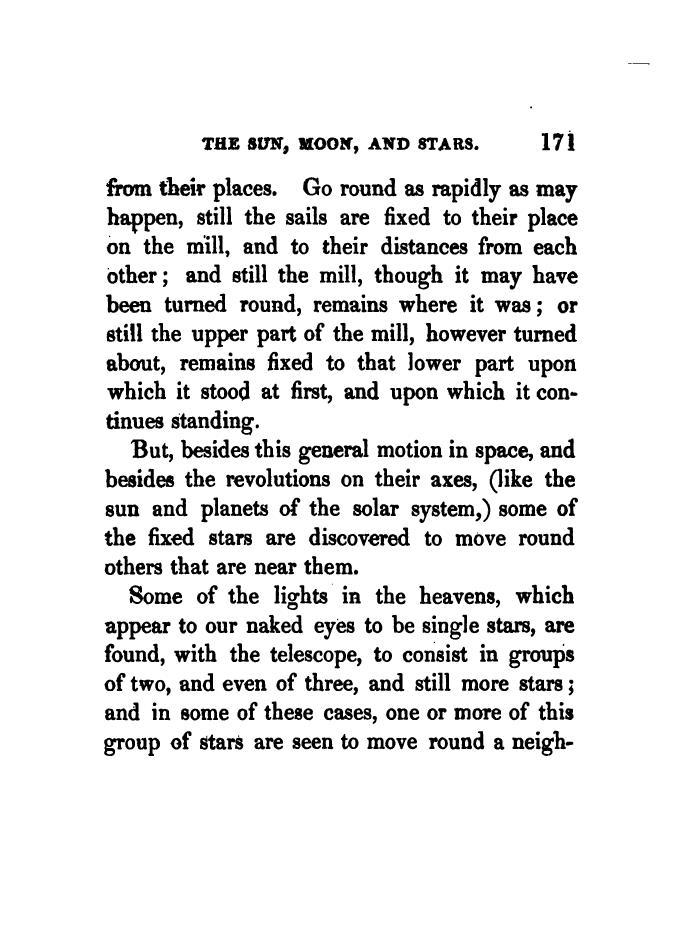 THE SUN, MOON, AND STARS. 171
from their places. Go round as rapidly as may
happen, still the sails are fixed to their place
on the mill, and to their distances from each
other; and still the mill, though it may have
been turned round, remains where it was; or
still the upper part of the mill, however turned
about, remains fixed to that lower part upon
which it stood at first, and upon which it con-
tinues standing.
But, besides this general motion in space, and
besides the revolutions on their axes, (like the
sun and planets of the solar system,) some of
the fixed stars are discovered to move round
others that are near them.
Some of the lights in the heavens, which
appear to our naked eyes to be single stars, are
found, with the telescope, to consist in groups
of two, and even of three, and still more stars;
and in some of these cases, one or more of this
group of stars are seen to move round a neigh-